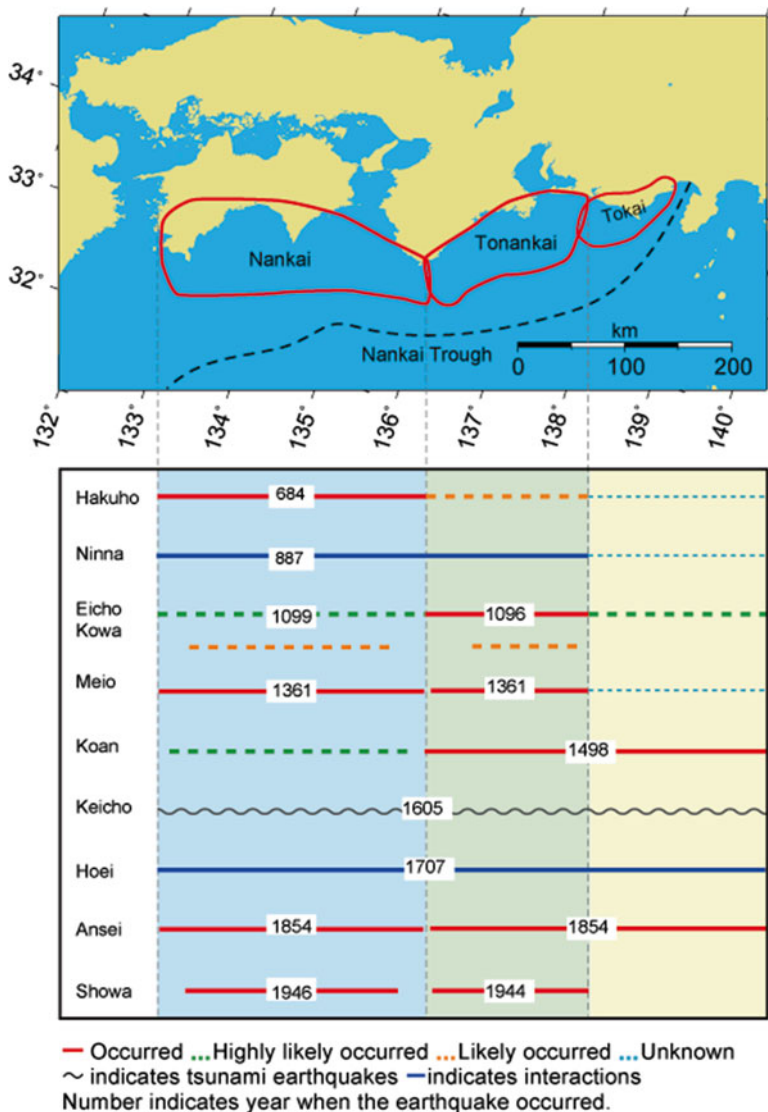 34°
33°
32°
Nankai
Tonankai
Tokai
Nankai Trough
km
0 100 200
132° 133° 134° 135° 136° 137° 138° 139° 140°
Hakuho 684
Ninna 887
Eicho 1099 1096
Kowa
Meio 1361 1361
Koan 1498
Keicho 1605
Hoei 1707
Ansei 1854 1854
Showa 1946 1944
Occurred Highly likely occurred Likely occurred Unknown
indicates tsunami earthquakes indicates interactions
Number indicates year when the earthquake occurred.